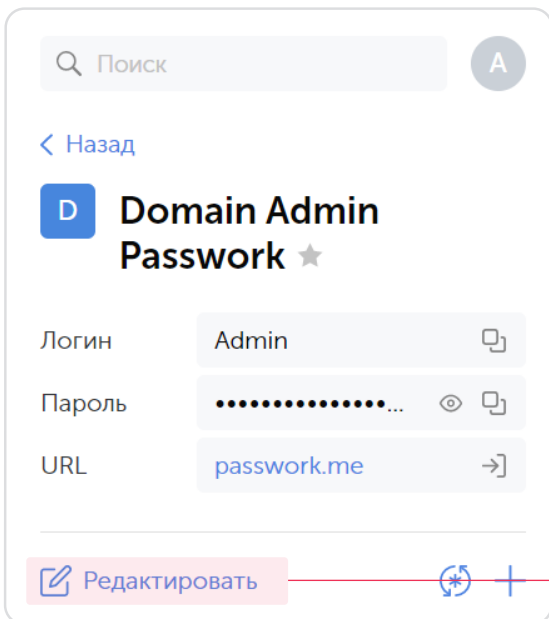 Поиск
A
Назад
D
Domain Admin
Passwork
Логин
Admin
Пароль
•••••••••••••••...
URL
passwork.me
Редактировать